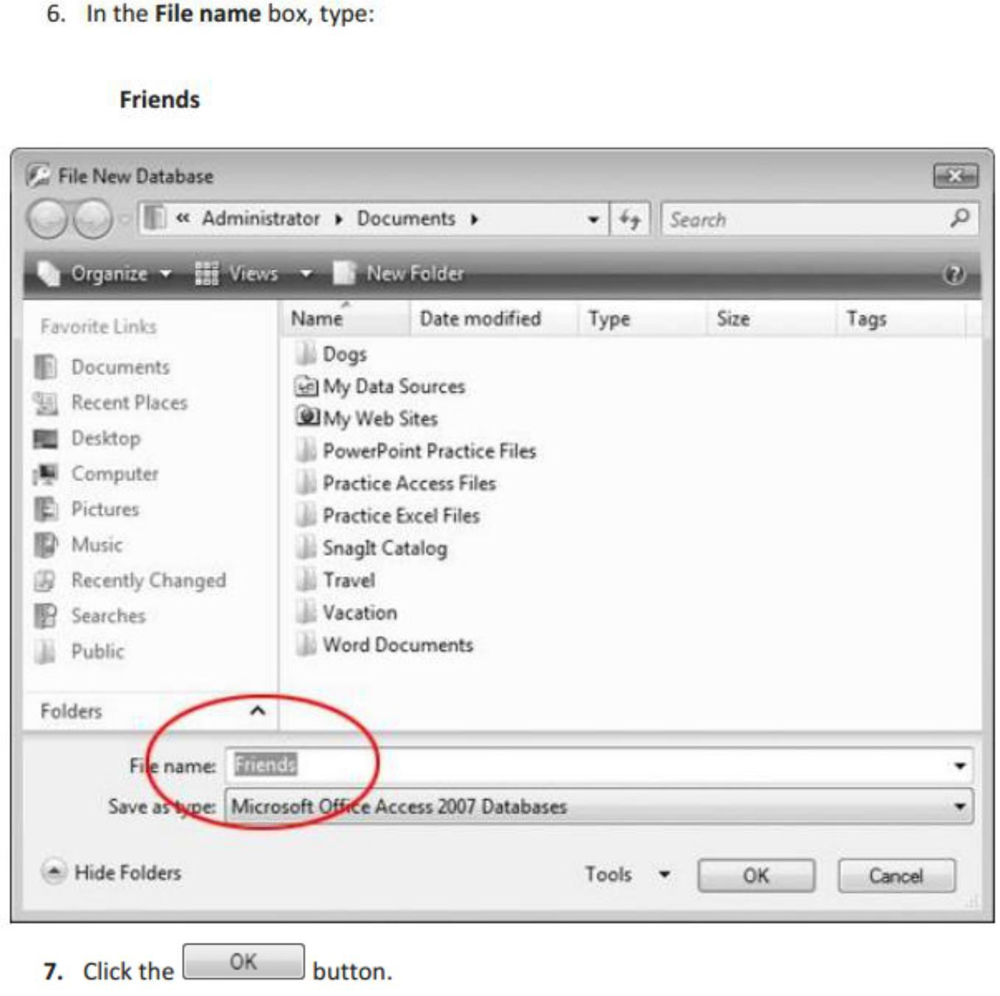 6. In the File name box, type:
Friends
File New Database
« Administrator ▸ Documents ▸
Search
Organize Views New Folder
Favorite Links
Documents
Recent Places
Desktop
Computer
Pictures
Music
Recently Changed
Searches
Public
Folders
Name Date modified Type Size Tags
Dogs
My Data Sources
My Web Sites
PowerPoint Practice Files
Practice Access Files
Practice Excel Files
SnagIt Catalog
Travel
Vacation
Word Documents
File name: Friends
Save as type: Microsoft Office Access 2007 Databases
Hide Folders Tools OK Cancel
7. Click the OK button.